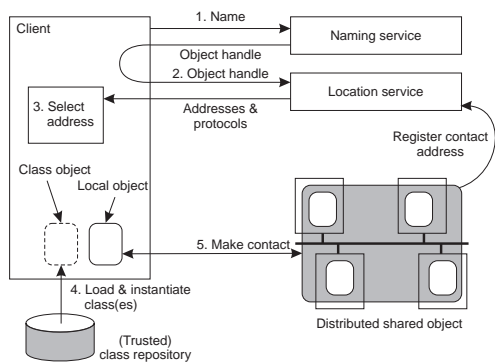 Client
1. Name
Naming service
Object handle
2. Object handle
Location service
3. Select
address
Addresses &
protocols
Register contact
address
Class object
Local object
5. Make contact
4. Load & instantiate
class(es)
Distributed shared object
(Trusted)
class repository